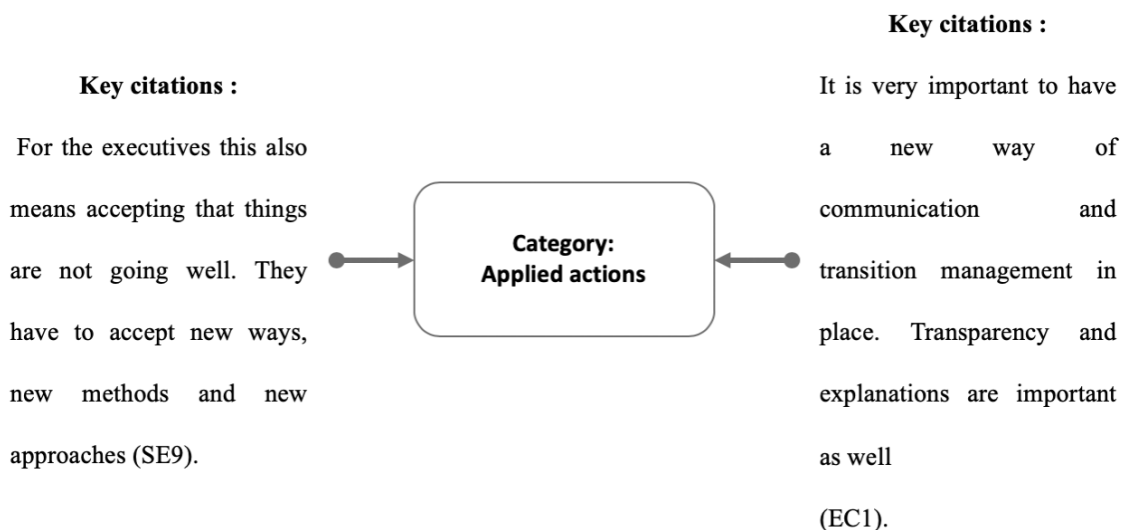 Key citations :
For the executives this also
means accepting that things
are not going well. They
have to accept new ways,
new methods and new
approaches (SE9).
Category:
Applied actions
Key citations :
It is very important to have
a new way of
communication and
transition management in
place. Transparency and
explanations are important
as well
(EC1).